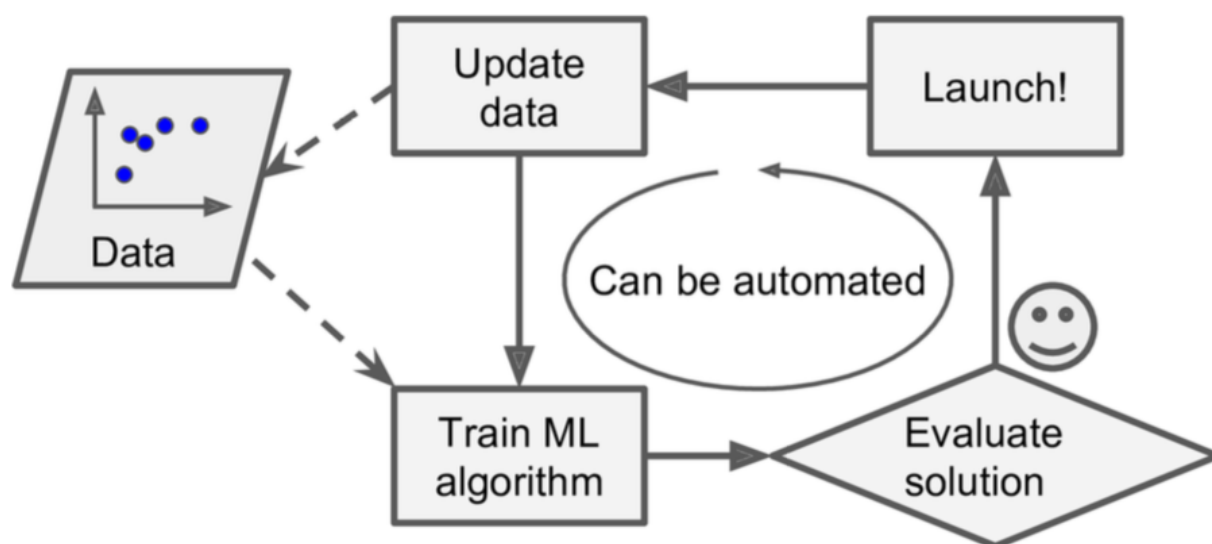 Update
data
Launch!
Data
Can be automated
Train ML
algorithm
Evaluate
solution